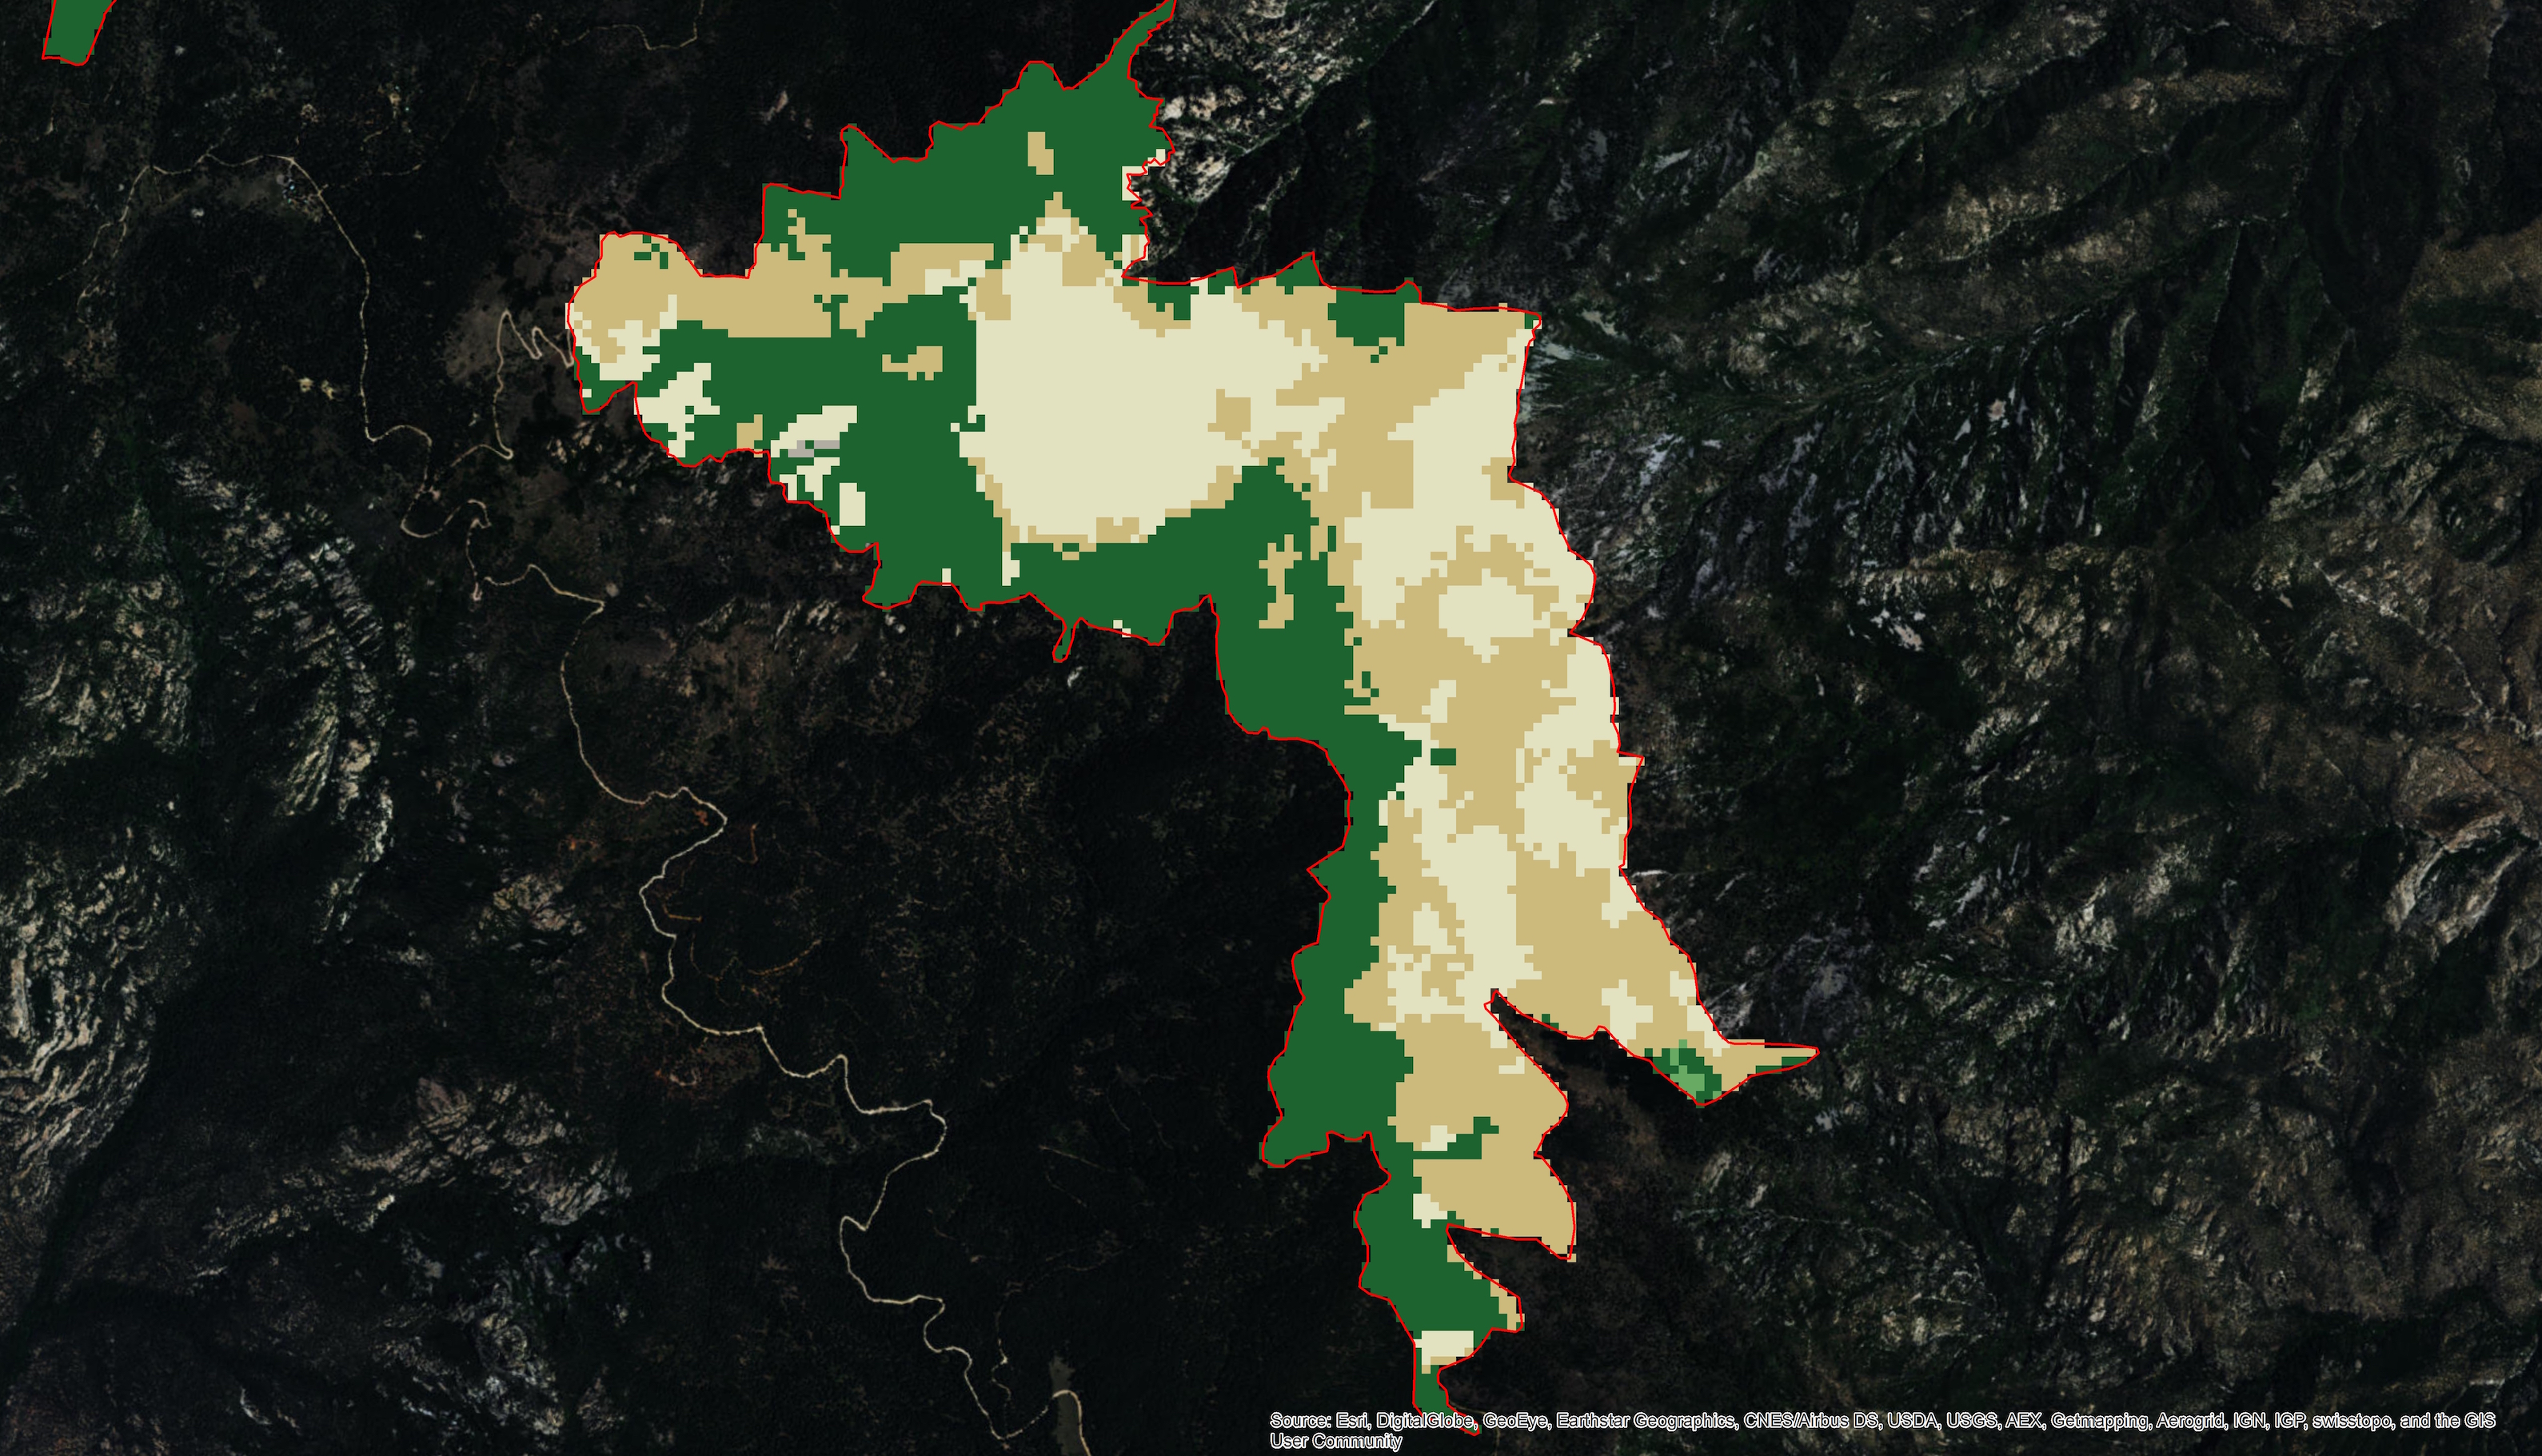 Source: Esri, DigitalGlobe, GeoEye, Earthstar Geographics, CNES/Airbus DS, USDA, USGS, AEX, Getmapping, Aerogrid, IGN, IGP, swisstopo, and the GIS
User Community